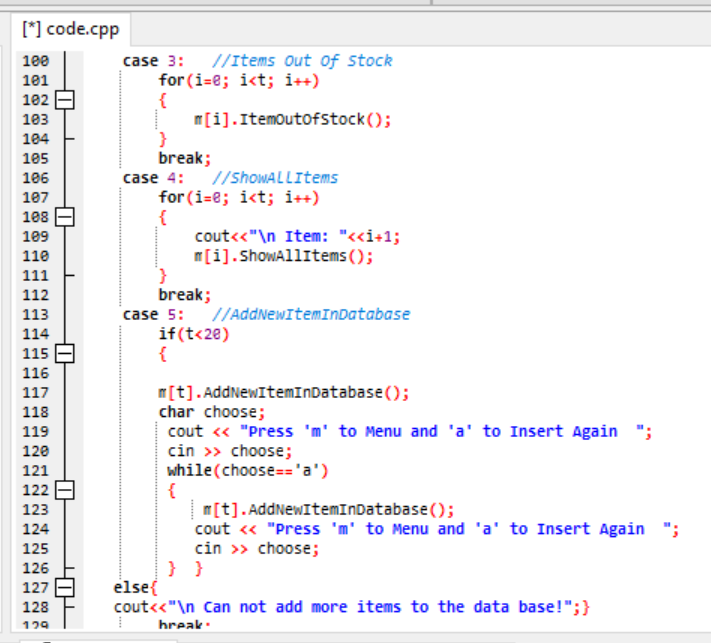 [*] code.cpp
100 case 3: //Items Out Of Stock
101 for(i=0; i<t; i++)
102 {
103 m[i].ItemOutOfStock();
104 }
105 break;
106 case 4: //ShowAllItems
107 for(i=0; i<t; i++)
108 {
109 cout<<"\n Item: "<<i+1;
110 m[i].ShowAllItems();
111 }
112 break;
113 case 5: //AddNewItemInDatabase
114 if(t<20)
115 {
116
117 m[t].AddNewItemInDatabase();
118 char choose;
119 cout << "Press 'm' to Menu and 'a' to Insert Again  ";
120 cin >> choose;
121 while(choose=='a')
122 {
123 m[t].AddNewItemInDatabase();
124 cout << "Press 'm' to Menu and 'a' to Insert Again  ";
125 cin >> choose;
126 } }
127 else{
128 cout<<"\n Can not add more items to the data base!";}
129 break;